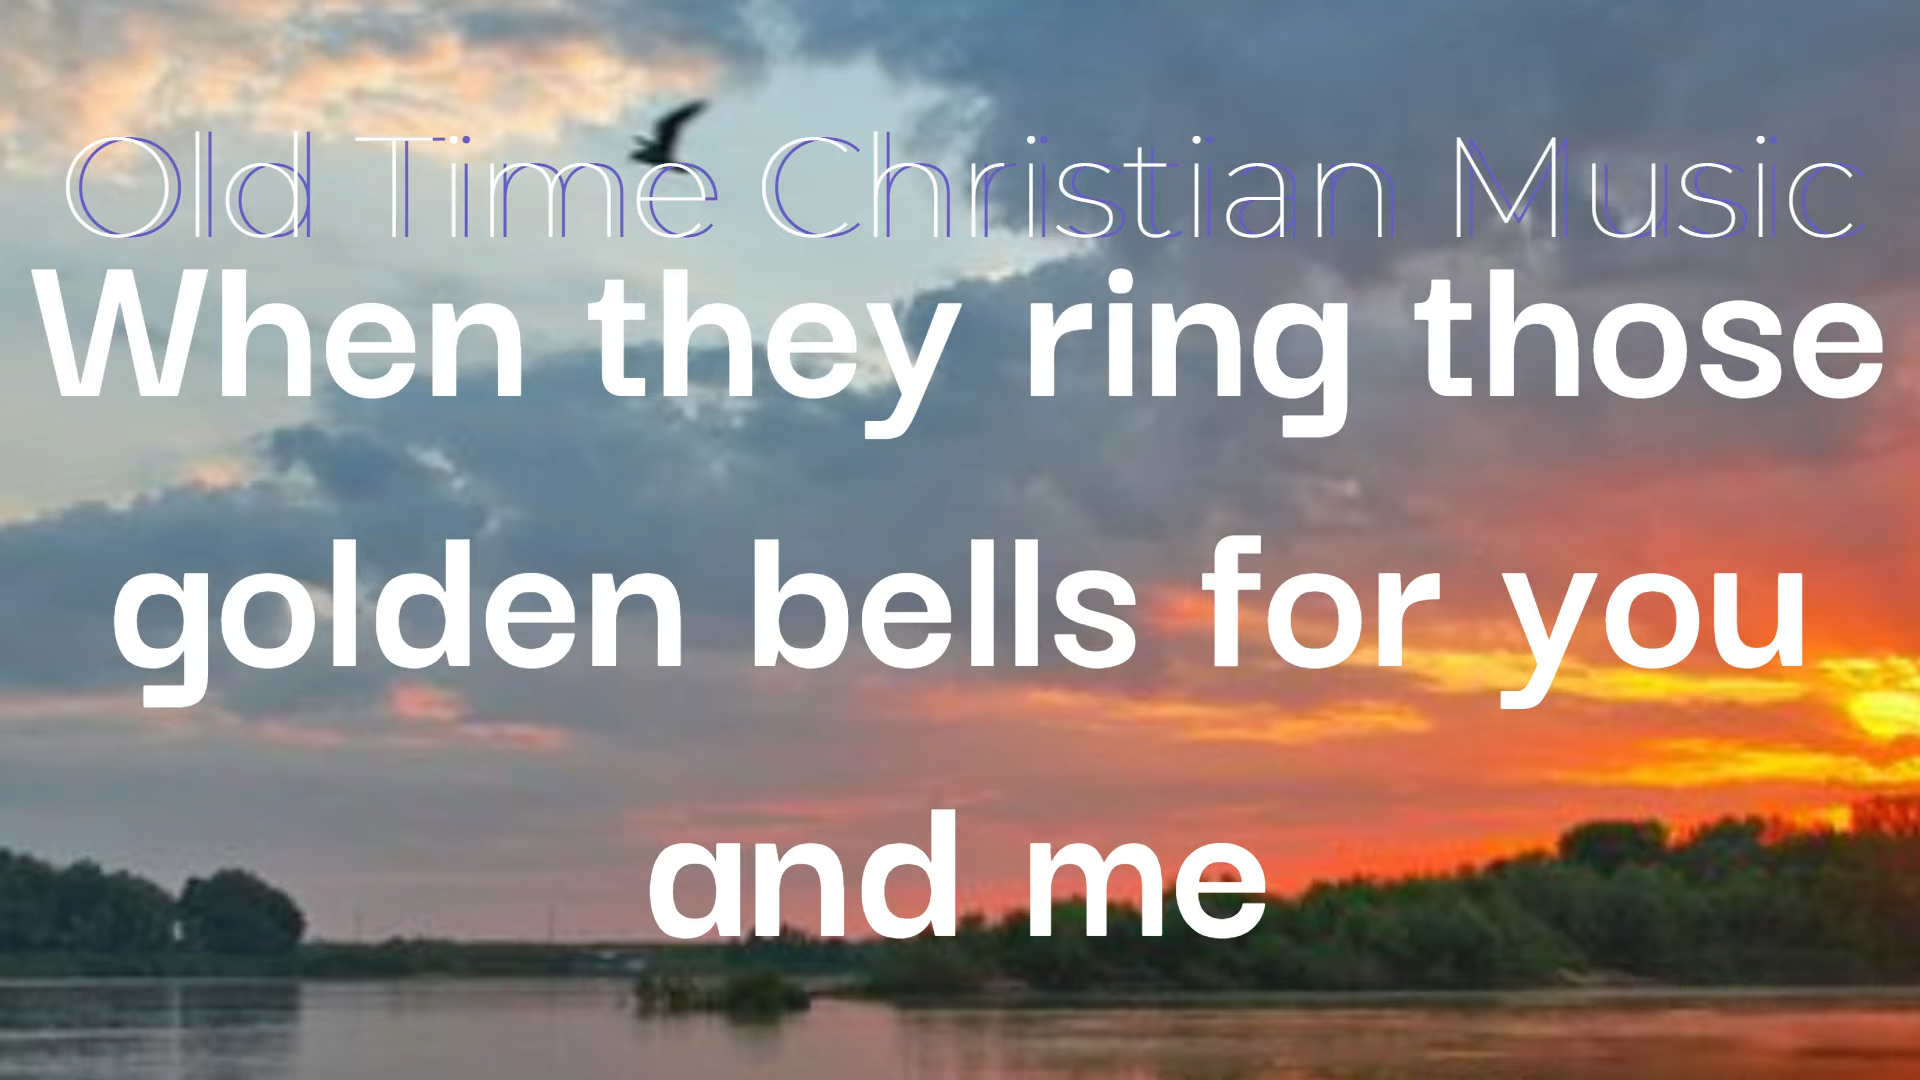 Old Time Christian Music
When they ring those
golden bells for you
and me